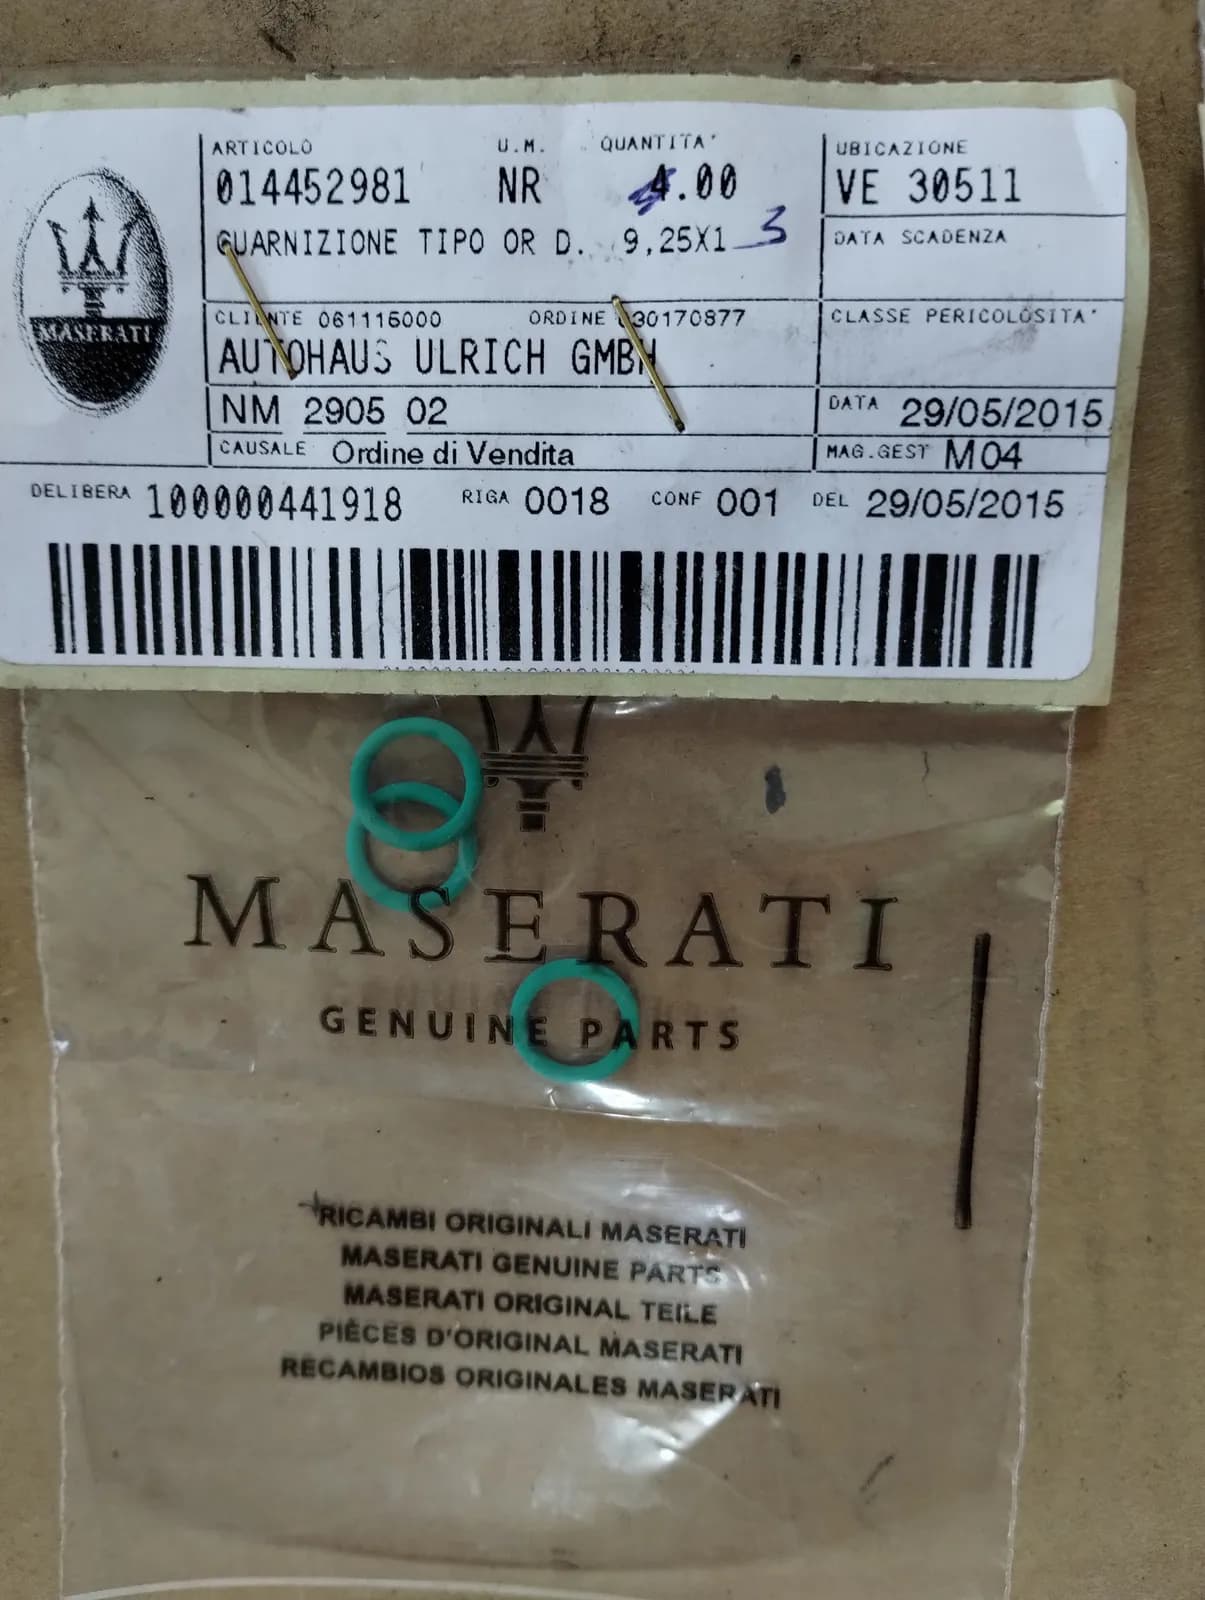 ARTICOLO U.M. QUANTITA' UBICAZIONE
014452981 NR 4.00 VE 30511
GUARNIZIONE TIPO OR D. 9,25X1 3 DATA SCADENZA
CLIENTE 061115000 ORDINE 030170877 CLASSE PERICOLOSITA'
MASERATI
AUTOHAUS ULRICH GMBH
NM 2905 02 DATA 29/05/2015
CAUSALE Ordine di Vendita MAG.GEST M04
DELIBERA 100000441918 RIGA 0018 CONF 001 DEL 29/05/2015
MASERATI
GENUINE PARTS
RICAMBI ORIGINALI MASERATI
MASERATI GENUINE PARTS
MASERATI ORIGINAL TEILE
PIÈCES D'ORIGINAL MASERATI
RECAMBIOS ORIGINALES MASERATI